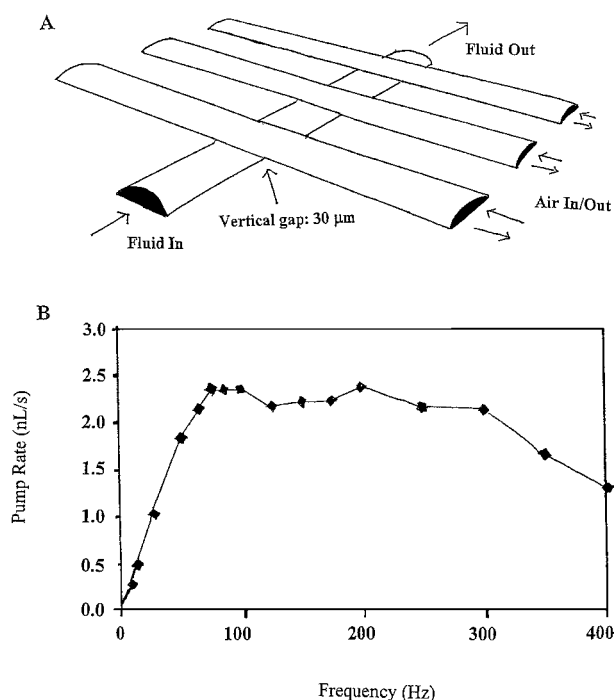 A
Fluid Out
Air In/Out
Vertical gap: 30 µm
Fluid In
B
3.0
2.5
2.0
1.5
1.0
0.5
0.0
Pump Rate (nL/s)
0
100
200
300
400
Frequency (Hz)